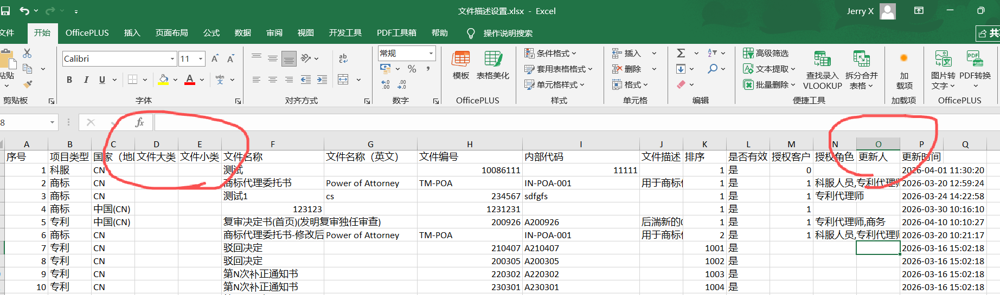 文件描述设置.xlsx - Excel
Jerry X
文件 开始 OfficePLUS 插入 页面布局 公式 数据 审阅 视图 开发工具 PDF工具箱 帮助 操作说明搜索 共
Calibri 11 常规
粘贴
B I U A wén 文 ab % ,
模板 表格美化
条件格式
套用表格格式
单元格样式
插入
删除
格式
高级筛选
文本提取
批量删除
查找录入 VLOOKUP
拆分合并 表格
加载项
图片转文字
PDF转换
剪贴板 字体 对齐方式 数字 OfficePLUS 样式 单元格 编辑 便捷工具 加载项 OfficePLUS
8 fx
A B C D E F G H I J K L M N O P Q
序号 项目类型 国家（地 文件大类 文件小类 文件名称 文件名称（英文） 文件编号 内部代码 文件描述 排序 是否有效 授权客户 授权角色 更新人 更新时间
1 科服 CN 测试 10086111 11111 1 是 0 2026-04-01 11:30:20
2 商标 CN 商标代理委托书 Power of Attorney TM-POA IN-POA-001 用于商标 1 是 1 科服人员,专利代理师 2026-03-20 12:59:24
3 商标 CN 测试1 cs 234567 sdfgfs 1 是 1 专利代理师 2026-03-24 14:22:58
4 商标 中国(CN) 123123 1231231 1 是 1 2026-03-30 10:16:10
5 专利 中国(CN) 复审决定书(首页)(发明复审独任审查) 200926 A200926 后湍新的 1 是 1 专利代理师,商务 2026-04-10 10:10:27
6 商标 CN 商标代理委托书-修改后 Power of Attorney TM-POA IN-POA-001 用于商标 2 是 1 科服人员,专利代理师 2026-03-20 10:21:17
7 专利 CN 驳回决定 210407 A210407 1001 是 2026-03-16 15:02:18
8 专利 CN 驳回决定 200305 A200305 1002 是 2026-03-16 15:02:18
9 专利 CN 第N次补正通知书 220302 A220302 1003 是 2026-03-16 15:02:18
10 专利 CN 第N次补正通知书 230301 A230301 1004 是 2026-03-16 15:02:18